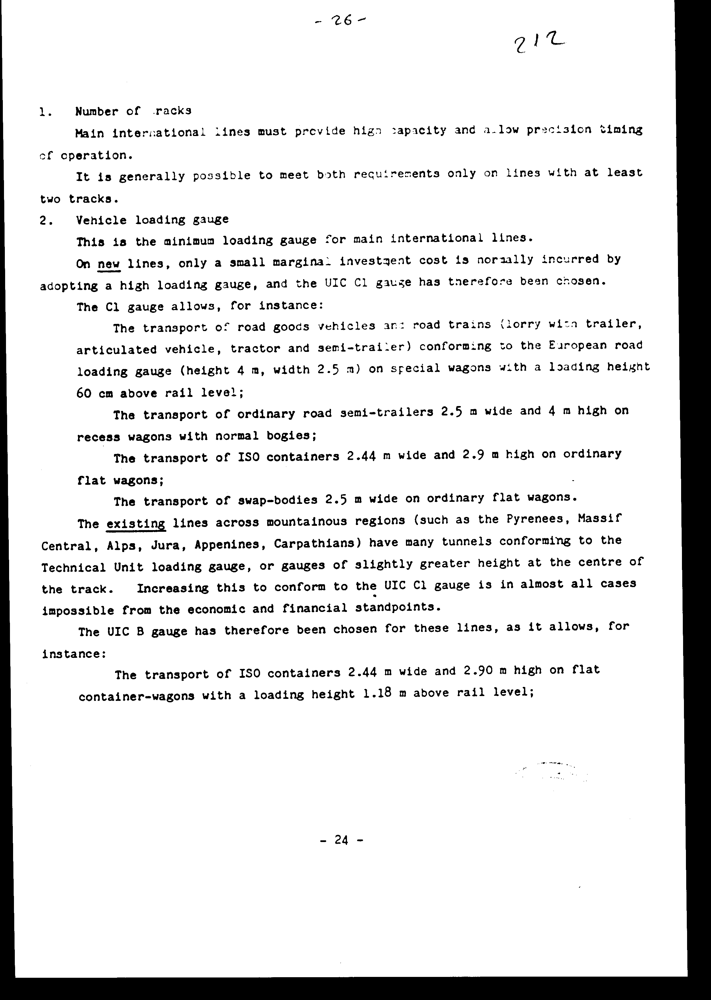 - 26 -
212
1. Number of racks
Main international lines must provide high capacity and allow precision timing
of operation.
It is generally possible to meet both requirements only on lines with at least
two tracks.
2. Vehicle loading gauge
This is the minimum loading gauge for main international lines.
On new lines, only a small marginal investment cost is normally incurred by
adopting a high loading gauge, and the UIC C1 gauge has therefore been chosen.
The C1 gauge allows, for instance:
The transport of road goods vehicles and road trains (lorry with trailer,
articulated vehicle, tractor and semi-trailer) conforming to the European road
loading gauge (height 4 m, width 2.5 m) on special wagons with a loading height
60 cm above rail level;
The transport of ordinary road semi-trailers 2.5 m wide and 4 m high on
recess wagons with normal bogies;
The transport of ISO containers 2.44 m wide and 2.9 m high on ordinary
flat wagons;
The transport of swap-bodies 2.5 m wide on ordinary flat wagons.
The existing lines across mountainous regions (such as the Pyrenees, Massif
Central, Alps, Jura, Appenines, Carpathians) have many tunnels conforming to the
Technical Unit loading gauge, or gauges of slightly greater height at the centre of
the track. Increasing this to conform to the UIC C1 gauge is in almost all cases
impossible from the economic and financial standpoints.
The UIC B gauge has therefore been chosen for these lines, as it allows, for
instance:
The transport of ISO containers 2.44 m wide and 2.90 m high on flat
container-wagons with a loading height 1.18 m above rail level;
- 24 -